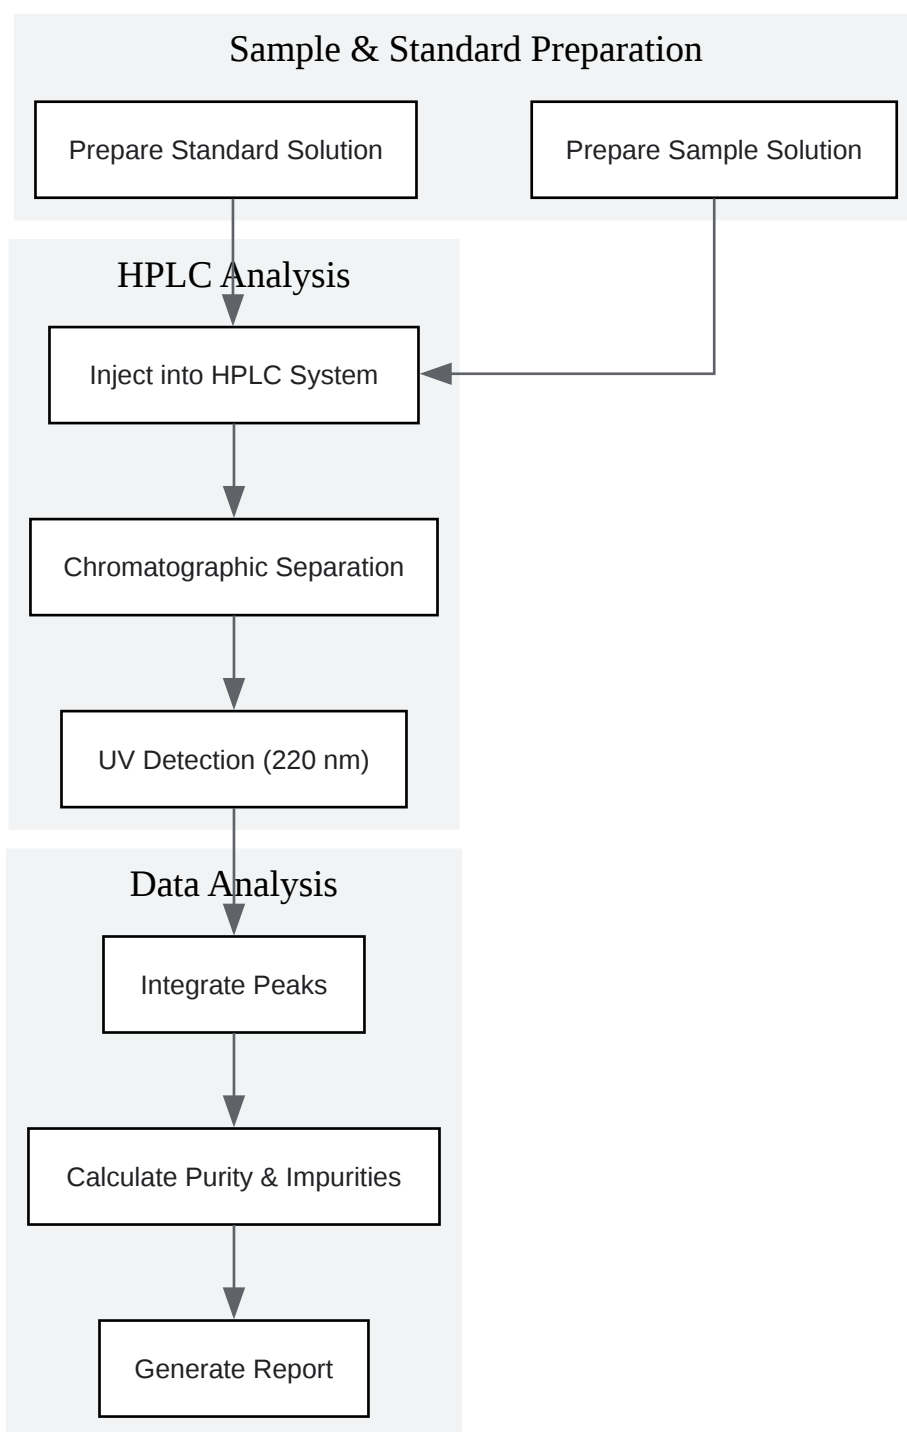 Sample & Standard Preparation
Prepare Standard Solution
Prepare Sample Solution
HPLC Analysis
Inject into HPLC System
Chromatographic Separation
UV Detection (220 nm)
Data Analysis
Integrate Peaks
Calculate Purity & Impurities
Generate Report